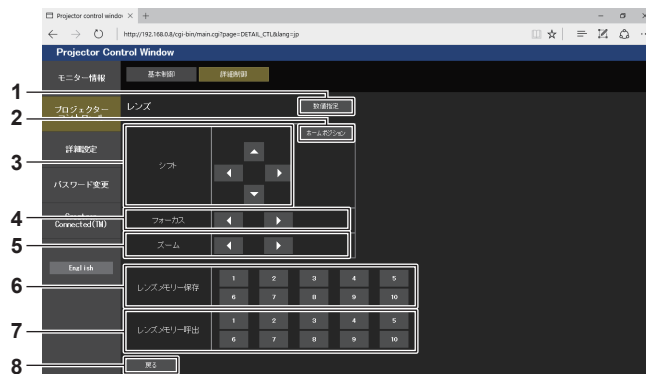 Projector control windo
http://192.168.0.8/cgi-bin/main.cgi?page=DETAIL_CTL&lang=jp
Projector Control Window
モニター情報
基本制御
詳細制御
1
プロジェクター
レンズ
数値指定
2
ホームポジション
3
詳細設定
シフト
パスワード変更
4
Connected(TM)
フォーカス
5
ズーム
English
6
レンズメモリー保存
1 2 3 4 5
6 7 8 9 10
7
レンズメモリー呼出
1 2 3 4 5
6 7 8 9 10
8
戻る